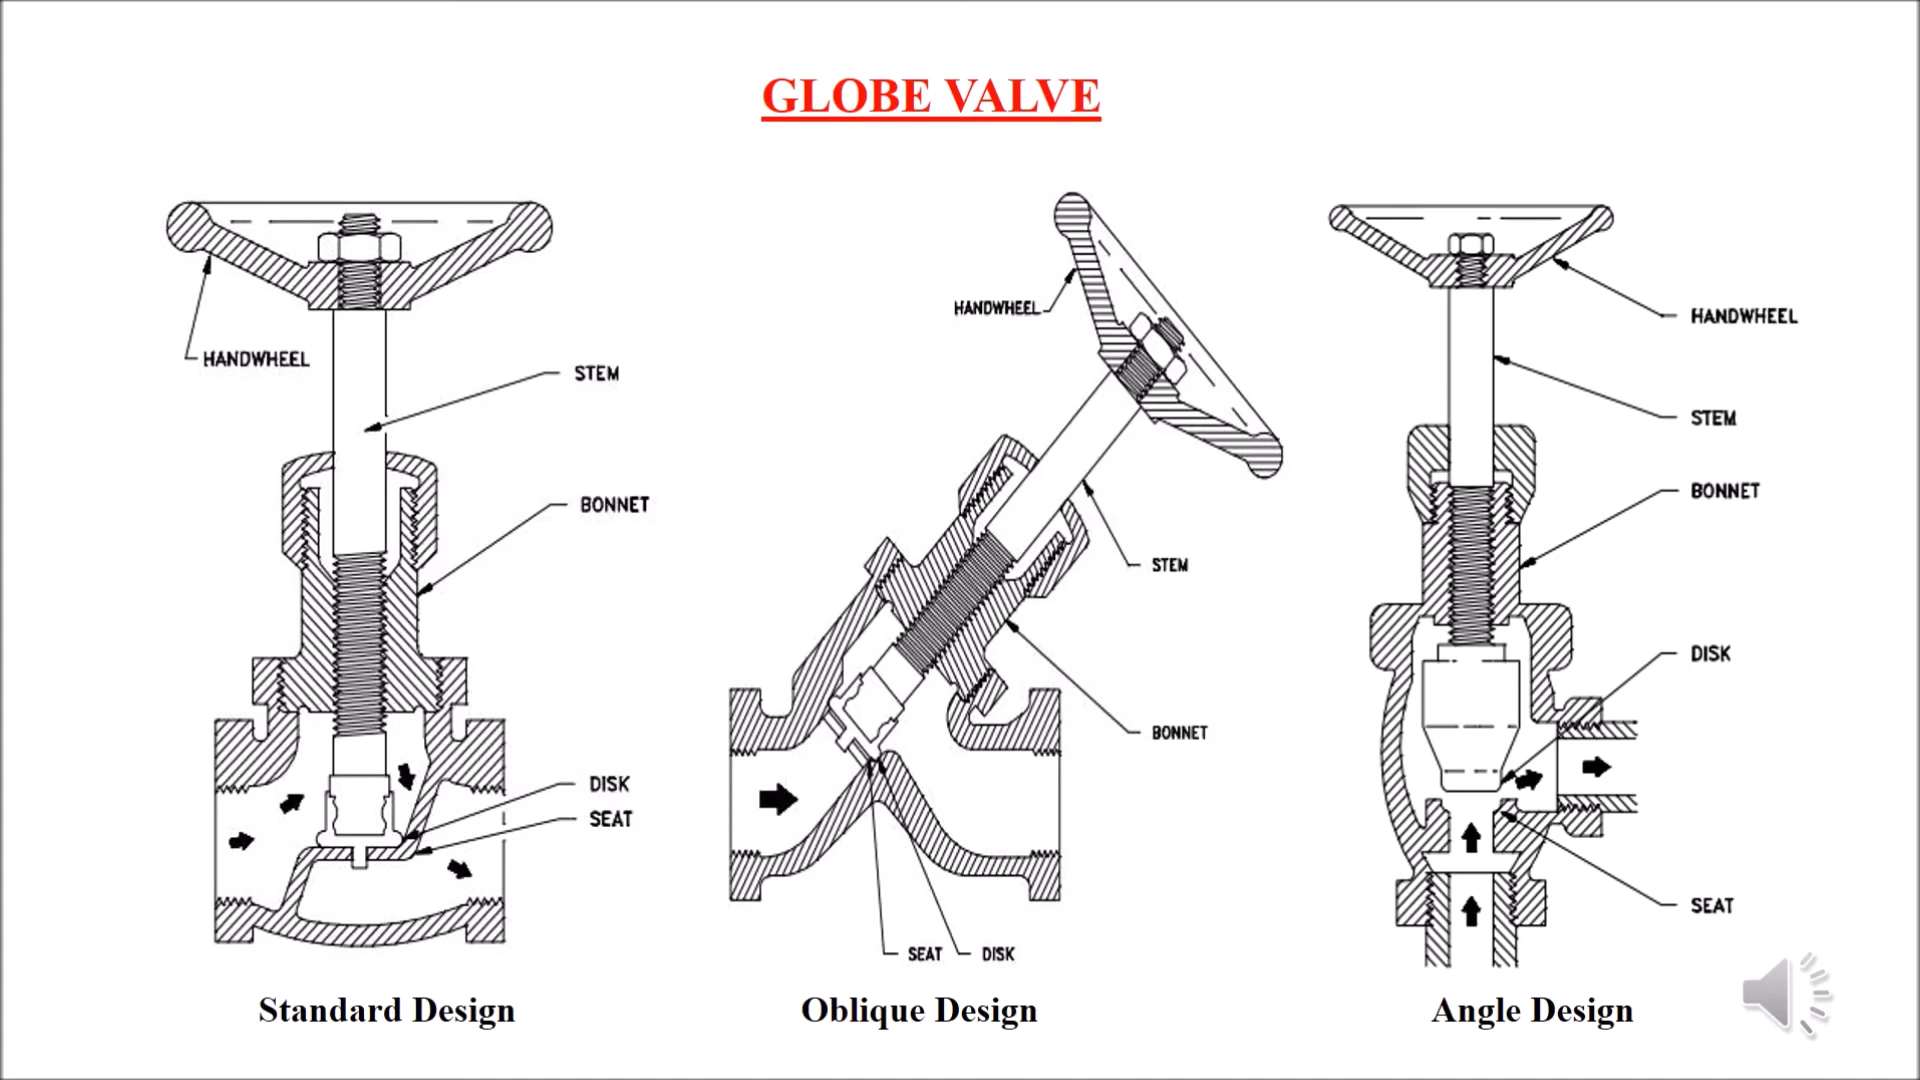 GLOBE VALVE
HANDWHEEL
STEM
BONNET
DISK
SEAT
Standard Design
HANDWHEEL
STEM
BONNET
SEAT
DISK
Oblique Design
HANDWHEEL
STEM
BONNET
DISK
SEAT
Angle Design